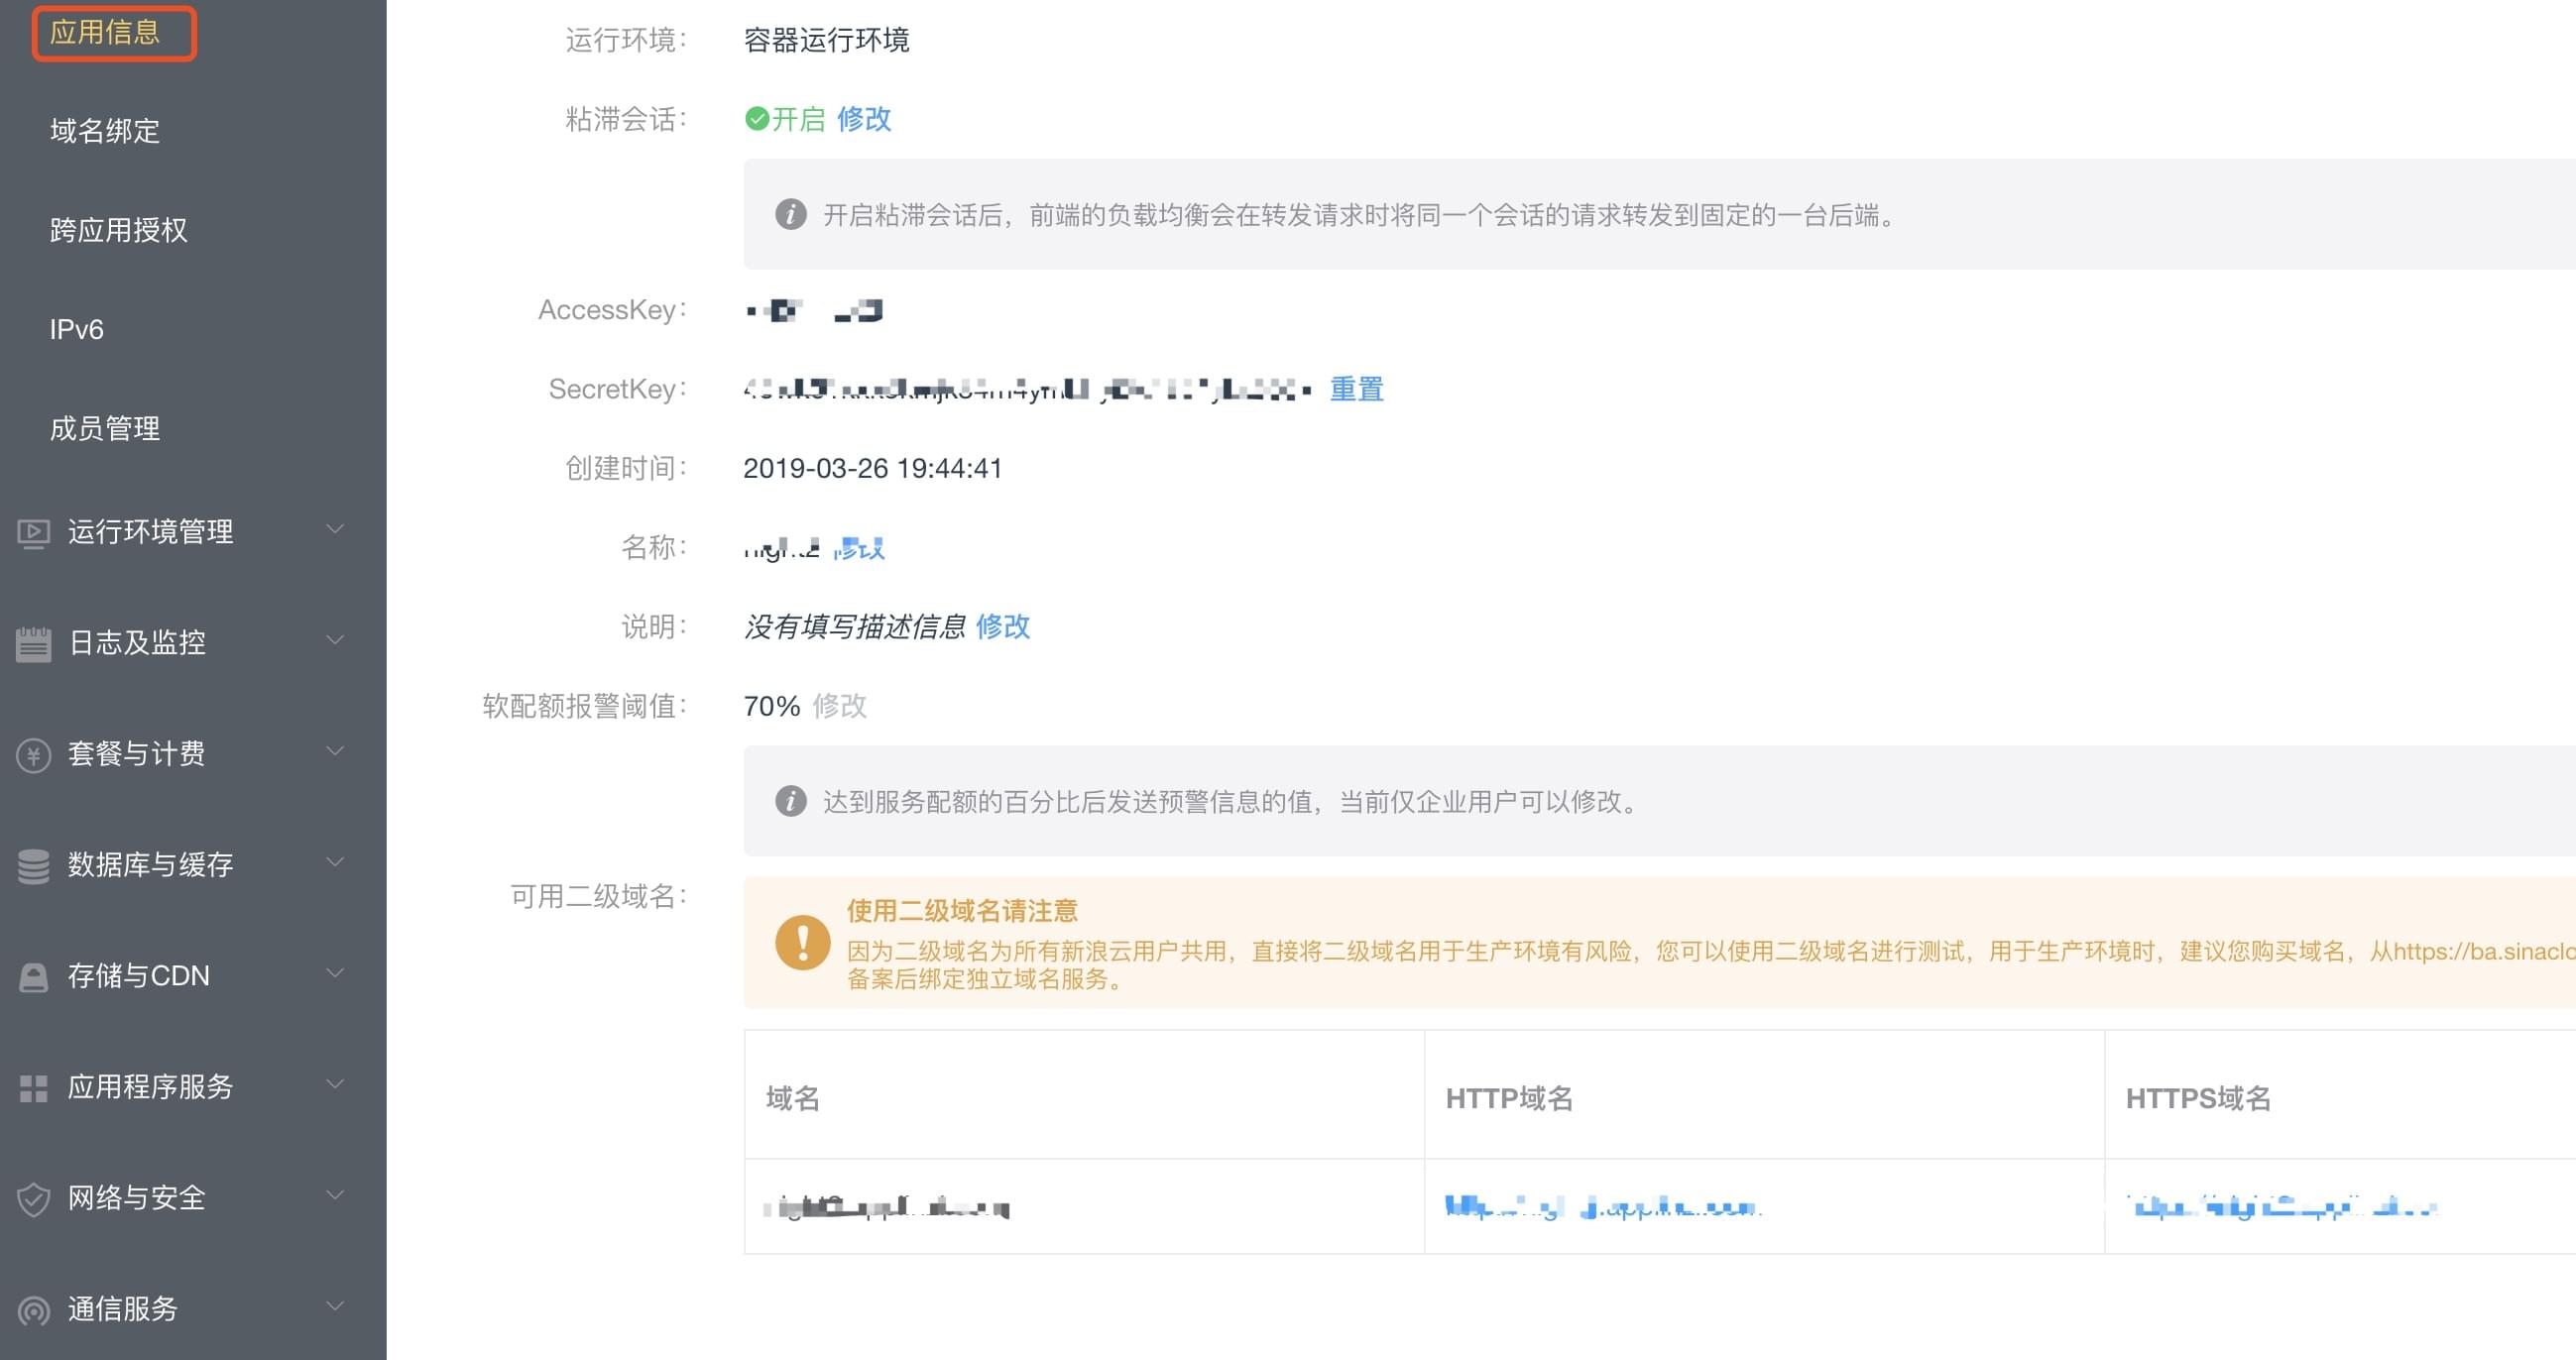 应用信息
域名绑定
跨应用授权
IPv6
成员管理
运行环境管理
日志及监控
套餐与计费
数据库与缓存
存储与CDN
应用程序服务
网络与安全
通信服务
运行环境： 容器运行环境
粘滞会话： 开启 修改
开启粘滞会话后，前端的负载均衡会在转发请求时将同一个会话的请求转发到固定的一台后端。
AccessKey：
SecretKey： 重置
创建时间： 2019-03-26 19:44:41
名称： 修改
说明： 没有填写描述信息 修改
软配额报警阈值： 70% 修改
达到服务配额的百分比后发送预警信息的值，当前仅企业用户可以修改。
可用二级域名：
使用二级域名请注意
因为二级域名为所有新浪云用户共用，直接将二级域名用于生产环境有风险，您可以使用二级域名进行测试，用于生产环境时，建议您购买域名，从https://ba.sinaclo
备案后绑定独立域名服务。
域名 HTTP域名 HTTPS域名